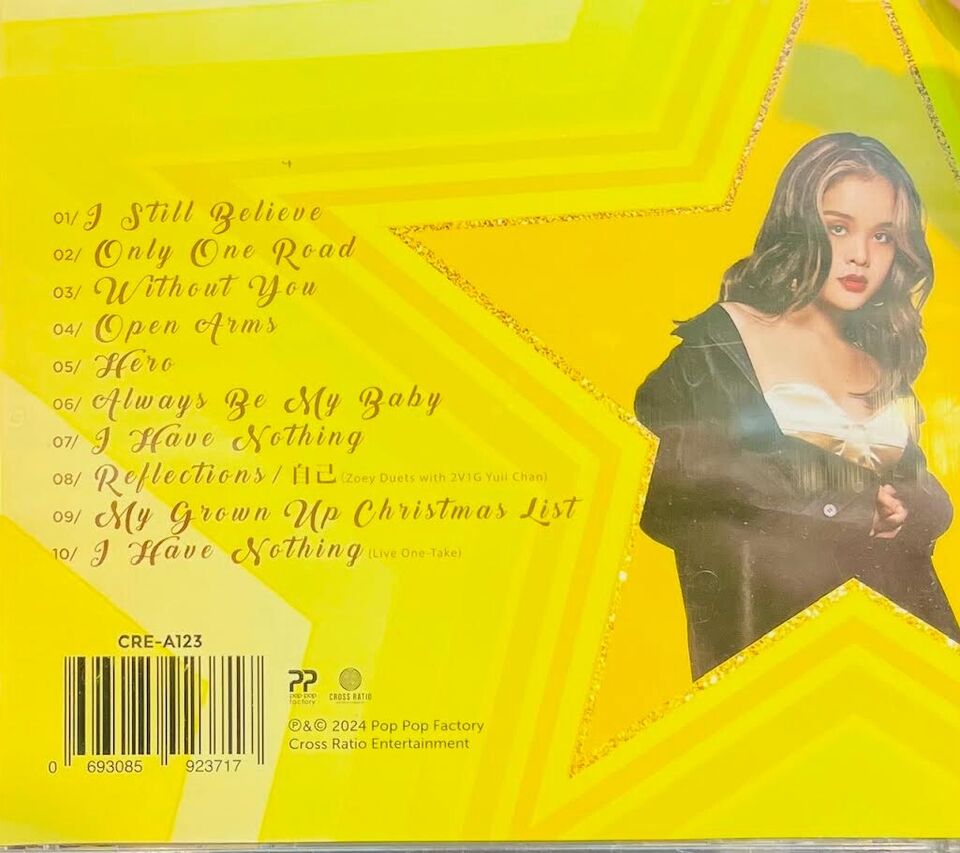 01/ I Still Believe
02/ Only One Road
03/ Without You
04/ Open Arms
05/ Hero
06/ Always Be My Baby
07/ I Have Nothing
08/ Reflections / 自己 (Zoey Duets with 2V1G Yuii Chan)
09/ My Grown Up Christmas List
10/ I Have Nothing (Live One-Take)
CRE-A123
0 693085 923717
PP
pop pop
factory
CROSS RATIO
℗&© 2024 Pop Pop Factory
Cross Ratio Entertainment